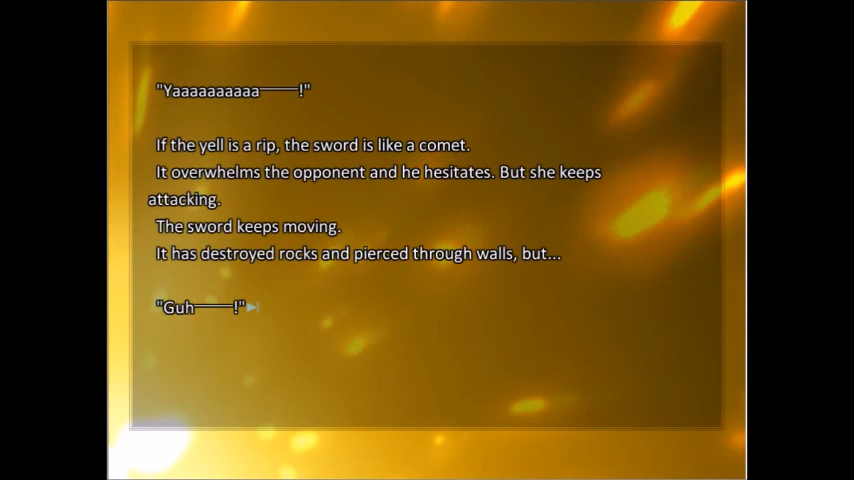 "Yaaaaaaaaaa───!"
If the yell is a rip, the sword is like a comet.
It overwhelms the opponent and he hesitates. But she keeps
attacking.
The sword keeps moving.
It has destroyed rocks and pierced through walls, but...
"Guh───!"